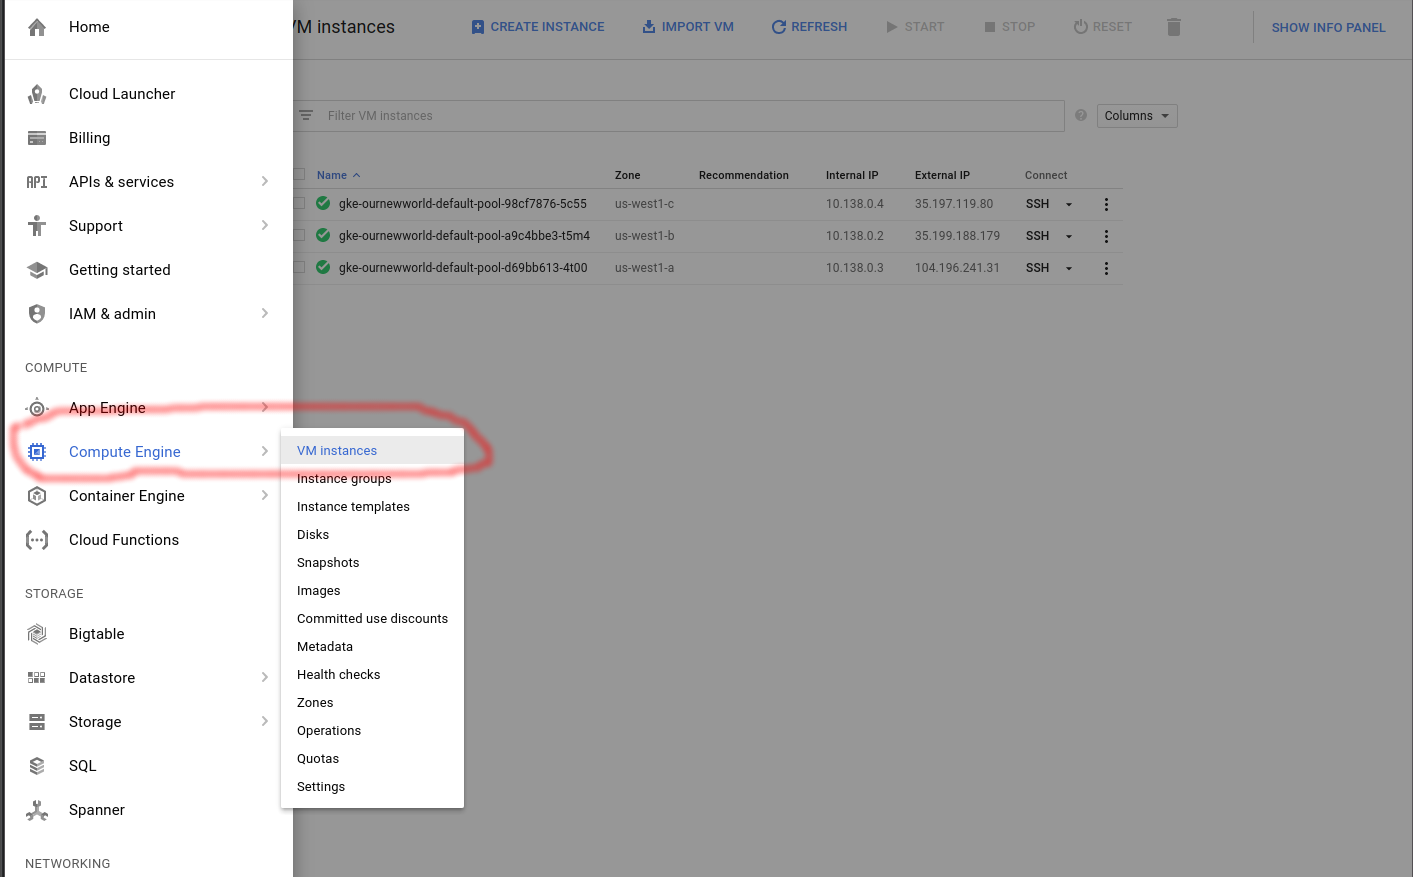 Home
VM instances
CREATE INSTANCE
IMPORT VM
REFRESH
START
STOP
RESET
SHOW INFO PANEL
Cloud Launcher
Billing
API
APIs & services
Support
Getting started
IAM & admin
COMPUTE
App Engine
Compute Engine
Container Engine
Cloud Functions
STORAGE
Bigtable
Datastore
Storage
SQL
Spanner
NETWORKING
VM instances
Instance groups
Instance templates
Disks
Snapshots
Images
Committed use discounts
Metadata
Health checks
Zones
Operations
Quotas
Settings
Filter VM instances
? Columns
Name Zone Recommendation Internal IP External IP Connect
gke-ournewworld-default-pool-98cf7876-5c55 us-west1-c 10.138.0.4 35.197.119.80 SSH
gke-ournewworld-default-pool-a9c4bbe3-t5m4 us-west1-b 10.138.0.2 35.199.188.179 SSH
gke-ournewworld-default-pool-d69bb613-4t00 us-west1-a 10.138.0.3 104.196.241.31 SSH